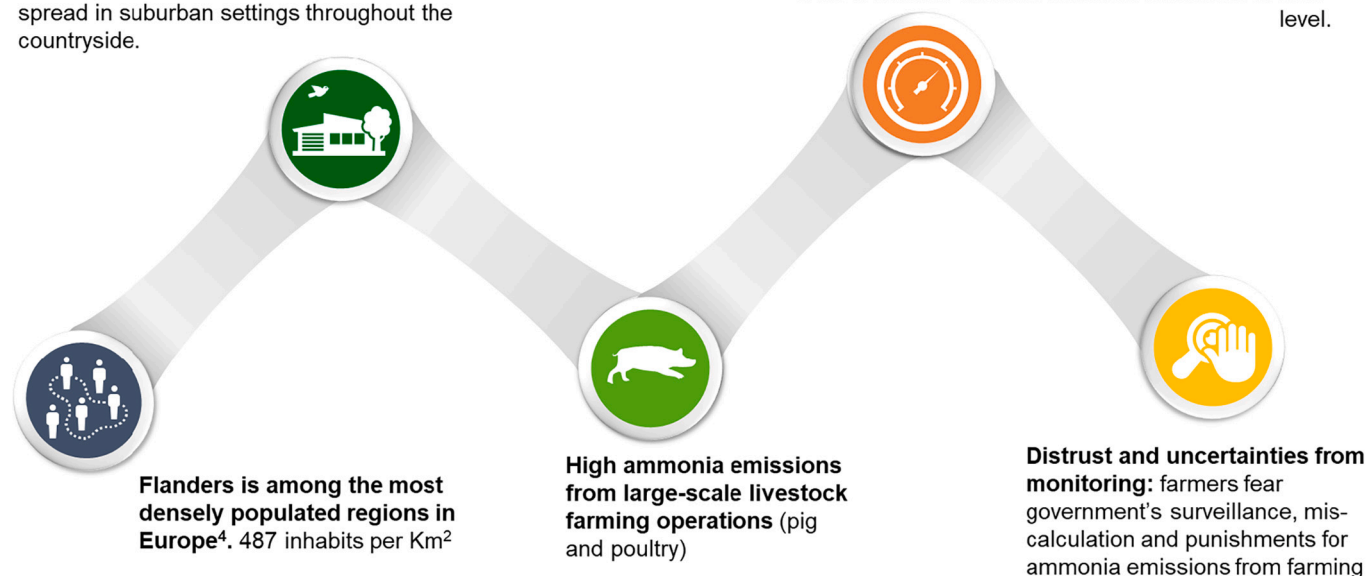 spread in suburban settings throughout the
countryside.
level.
Flanders is among the most
densely populated regions in
Europe⁴. 487 inhabits per Km²
High ammonia emissions
from large-scale livestock
farming operations (pig
and poultry)
Distrust and uncertainties from
monitoring: farmers fear
government's surveillance, mis-
calculation and punishments for
ammonia emissions from farming